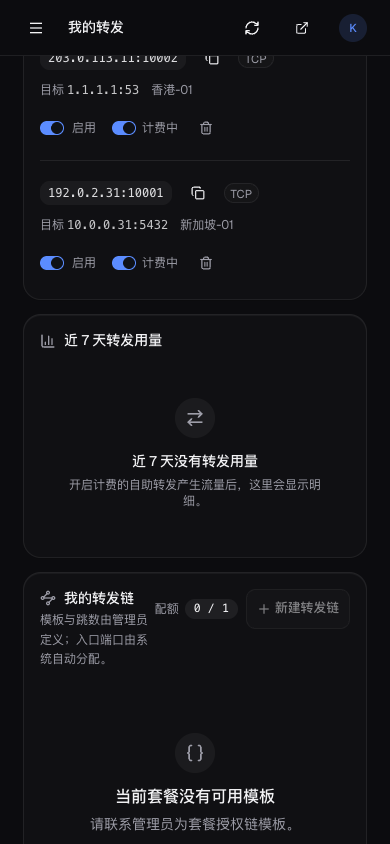 我的转发
K
203.0.113.11:10002
TCP
目标 1.1.1.1:53 香港-01
启用 计费中
192.0.2.31:10001
TCP
目标 10.0.0.31:5432 新加坡-01
启用 计费中
近 7 天转发用量
近 7 天没有转发用量
开启计费的自助转发产生流量后，这里会显示明
细。
我的转发链
模板与跳数由管理员
定义；入口端口由系
统自动分配。
配额 0 / 1
新建转发链
当前套餐没有可用模板
请联系管理员为套餐授权链模板。